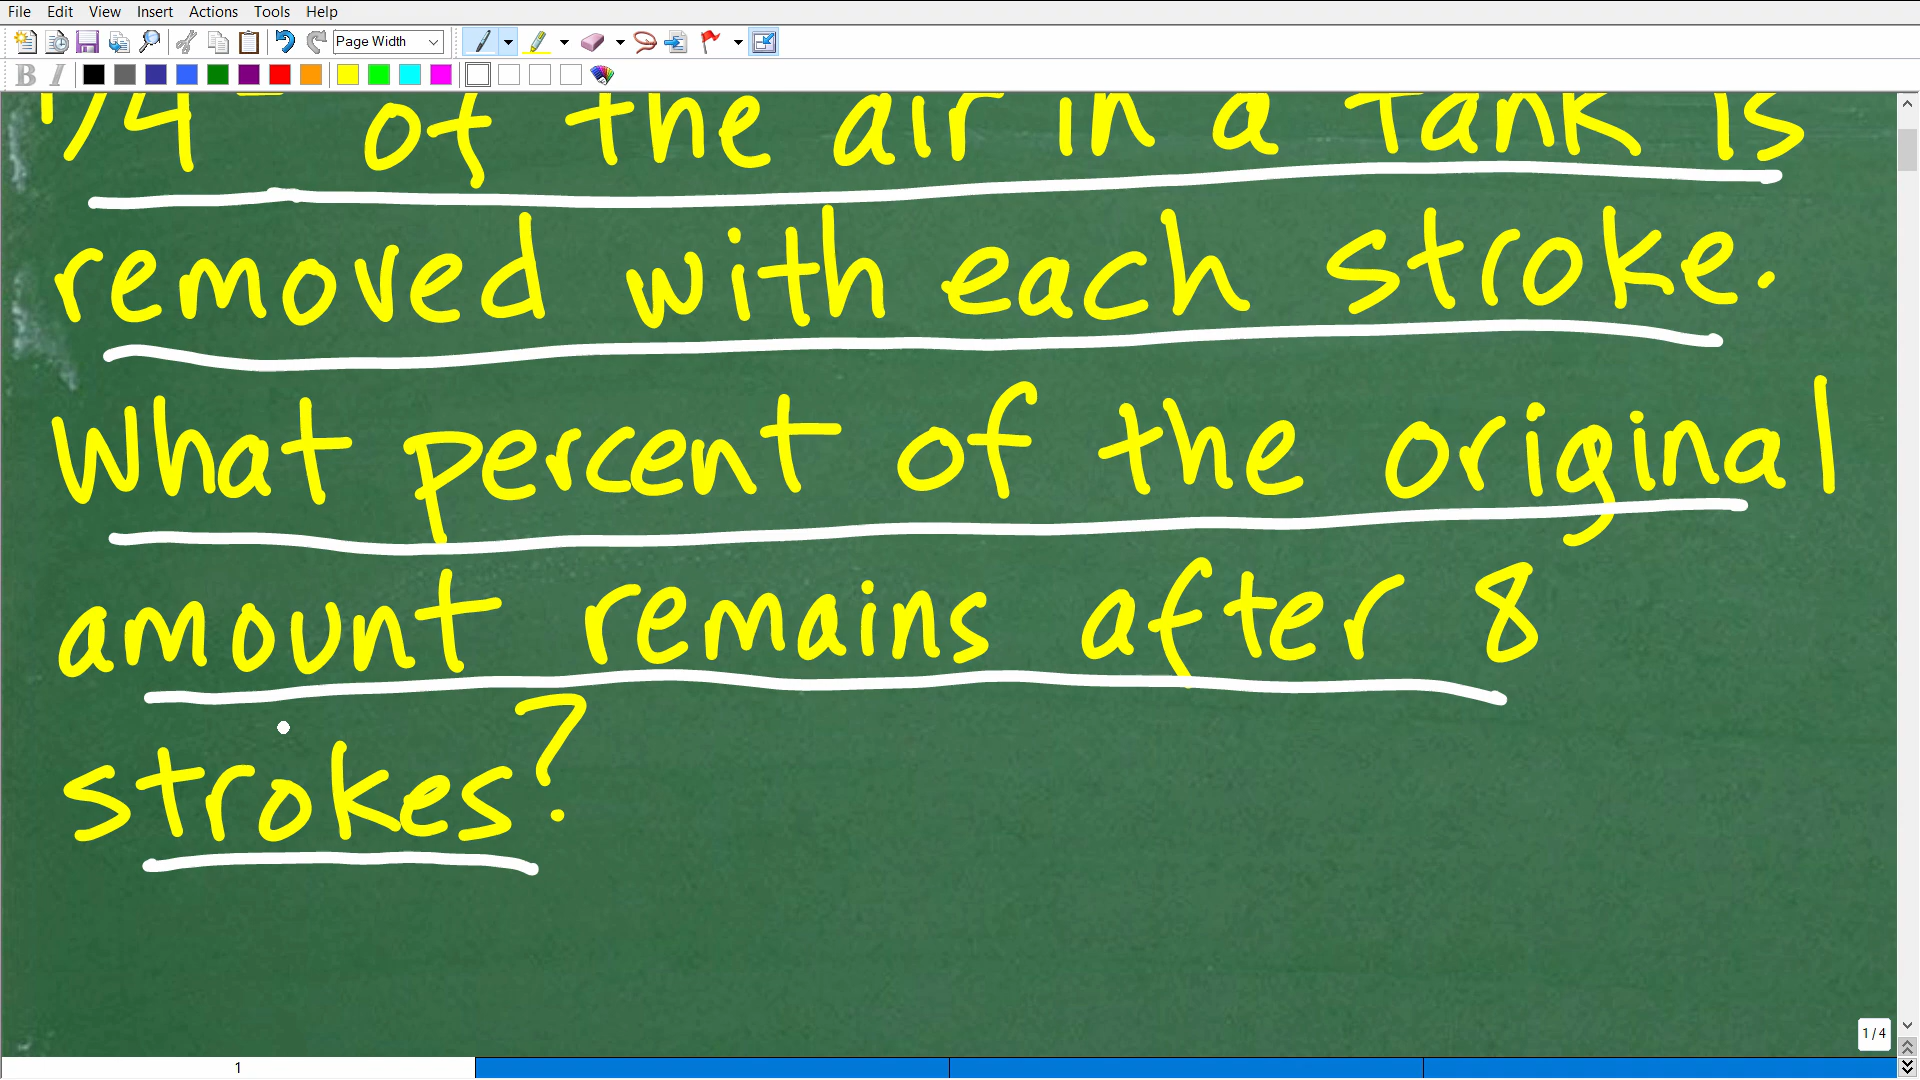 File Edit View Insert Actions Tools Help
Page Width
B I
1/4 of the air in a tank is
removed with each stroke.
What percent of the original
amount remains after 8
strokes?
1/4
1